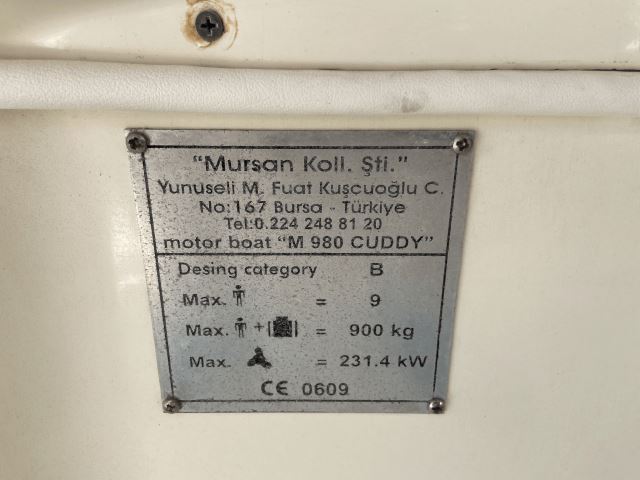 "Mursan Koll. Şti."
Yunuseli M. Fuat Kuşcuoğlu C.
No:167 Bursa - Türkiye
Tel:0.224 248 81 20
motor boat "M 980 CUDDY"
Desing category B
Max. = 9
Max. + = 900 kg
Max. = 231.4 kW
CE 0609